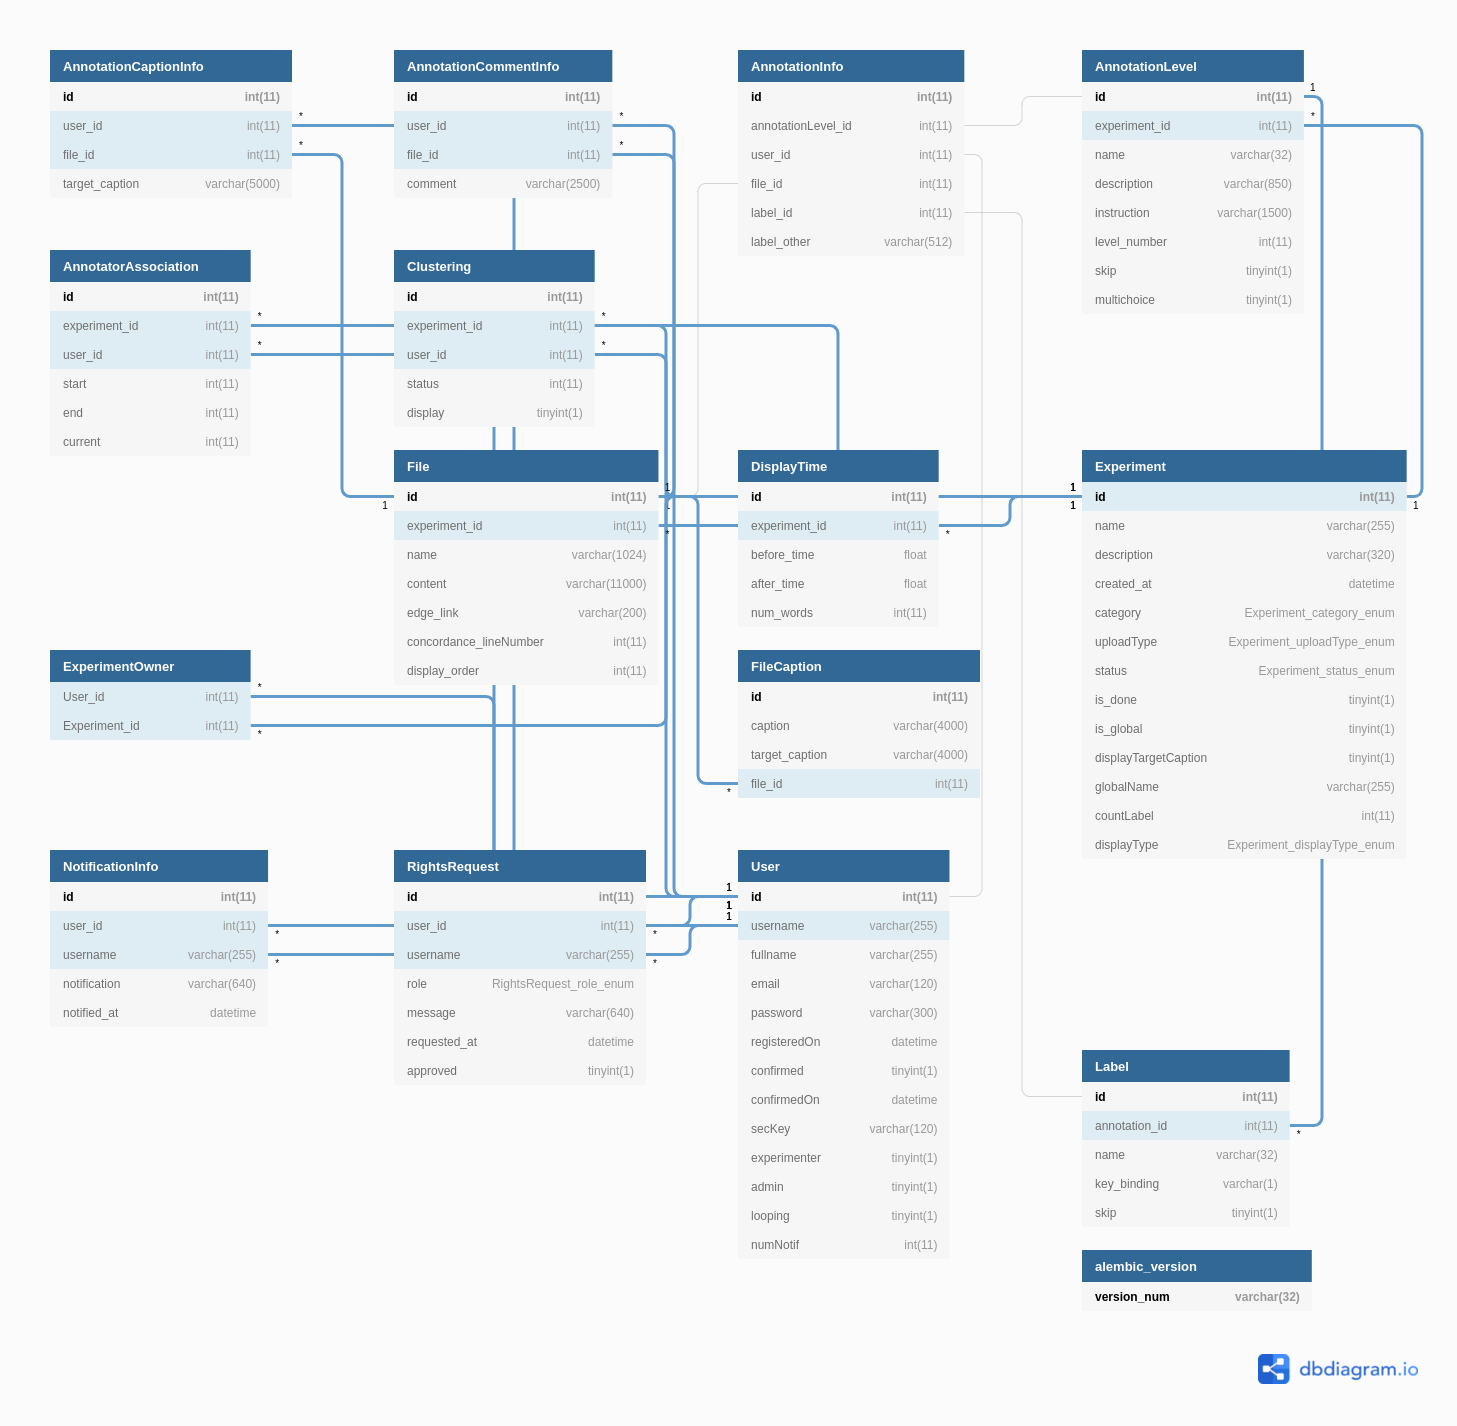 AnnotationCaptionInfo
id int(11)
user_id int(11)
file_id int(11)
target_caption varchar(5000)
*
*
AnnotationCommentInfo
id int(11)
user_id int(11)
file_id int(11)
comment varchar(2500)
*
*
AnnotationInfo
id int(11)
annotationLevel_id int(11)
user_id int(11)
file_id int(11)
label_id int(11)
label_other varchar(512)
AnnotationLevel
id int(11)
experiment_id int(11)
name varchar(32)
description varchar(850)
instruction varchar(1500)
level_number int(11)
skip tinyint(1)
multichoice tinyint(1)
1
*
AnnotatorAssociation
id int(11)
experiment_id int(11)
user_id int(11)
start int(11)
end int(11)
current int(11)
*
*
Clustering
id int(11)
experiment_id int(11)
user_id int(11)
status int(11)
display tinyint(1)
*
*
File
id int(11)
experiment_id int(11)
name varchar(1024)
content varchar(11000)
edge_link varchar(200)
concordance_lineNumber int(11)
display_order int(11)
1
1
1
*
DisplayTime
id int(11)
experiment_id int(11)
before_time float
after_time float
num_words int(11)
*
Experiment
id int(11)
name varchar(255)
description varchar(320)
created_at datetime
category Experiment_category_enum
uploadType Experiment_uploadType_enum
status Experiment_status_enum
is_done tinyint(1)
is_global tinyint(1)
displayTargetCaption tinyint(1)
globalName varchar(255)
countLabel int(11)
displayType Experiment_displayType_enum
1
1
1
ExperimentOwner
User_id int(11)
Experiment_id int(11)
*
*
FileCaption
id int(11)
caption varchar(4000)
target_caption varchar(4000)
file_id int(11)
*
NotificationInfo
id int(11)
user_id int(11)
username varchar(255)
notification varchar(640)
notified_at datetime
*
*
RightsRequest
id int(11)
user_id int(11)
username varchar(255)
role RightsRequest_role_enum
message varchar(640)
requested_at datetime
approved tinyint(1)
*
*
User
id int(11)
username varchar(255)
fullname varchar(255)
email varchar(120)
password varchar(300)
registeredOn datetime
confirmed tinyint(1)
confirmedOn datetime
secKey varchar(120)
experimenter tinyint(1)
admin tinyint(1)
looping tinyint(1)
numNotif int(11)
1
1
1
Label
id int(11)
annotation_id int(11)
name varchar(32)
key_binding varchar(1)
skip tinyint(1)
*
alembic_version
version_num varchar(32)
dbdiagram.io